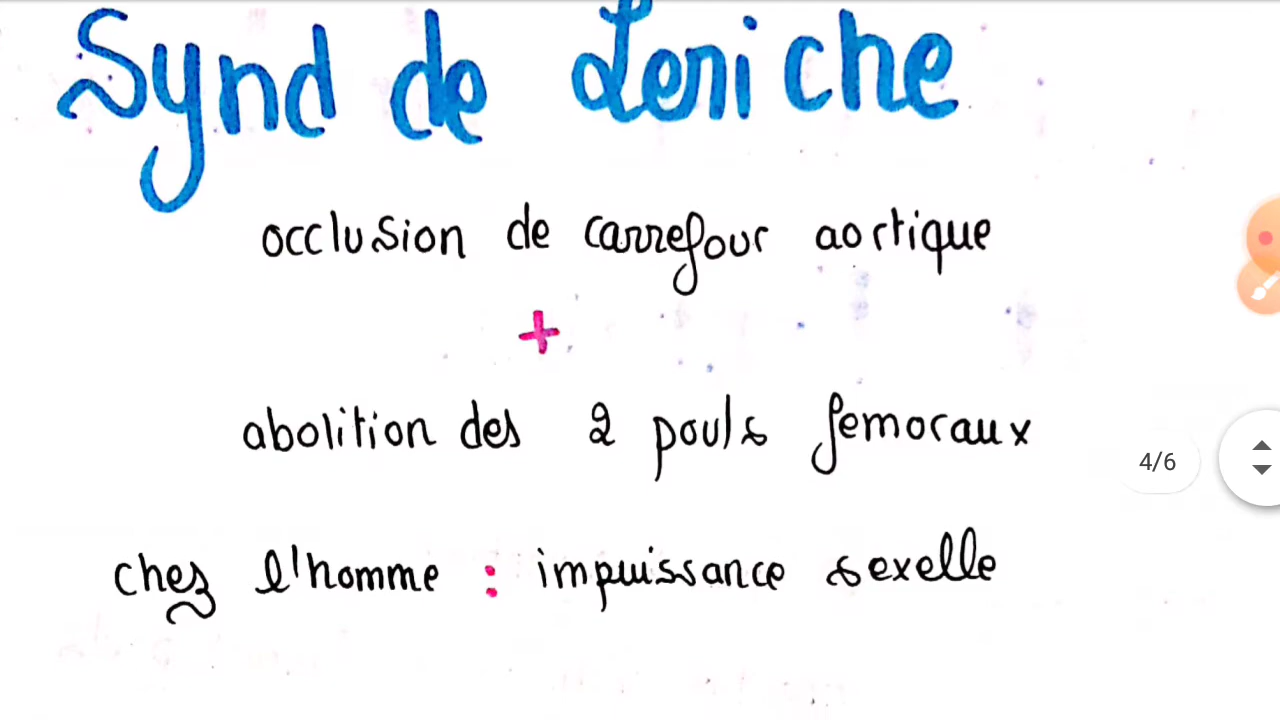 Synd de Leriche
occlusion de carrefour aortique
+
abolition des 2 pouls femoraux
4/6
chez l'homme : impuissance sexelle